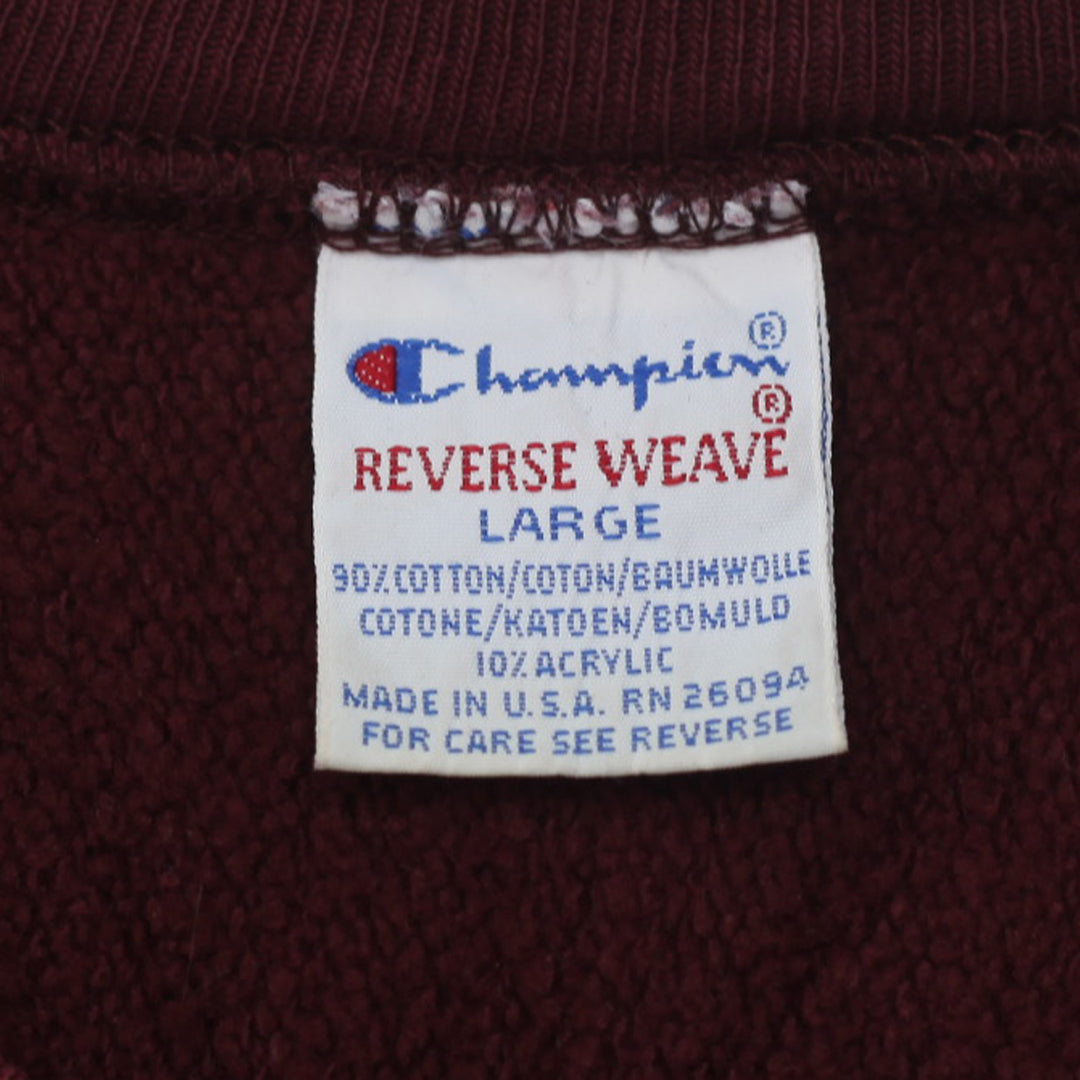 Champion®
REVERSE WEAVE®
LARGE
90% COTTON/COTON/BAUMWOLLE
COTONE/KATOEN/BOMULD
10% ACRYLIC
MADE IN U.S.A. RN 26094
FOR CARE SEE REVERSE